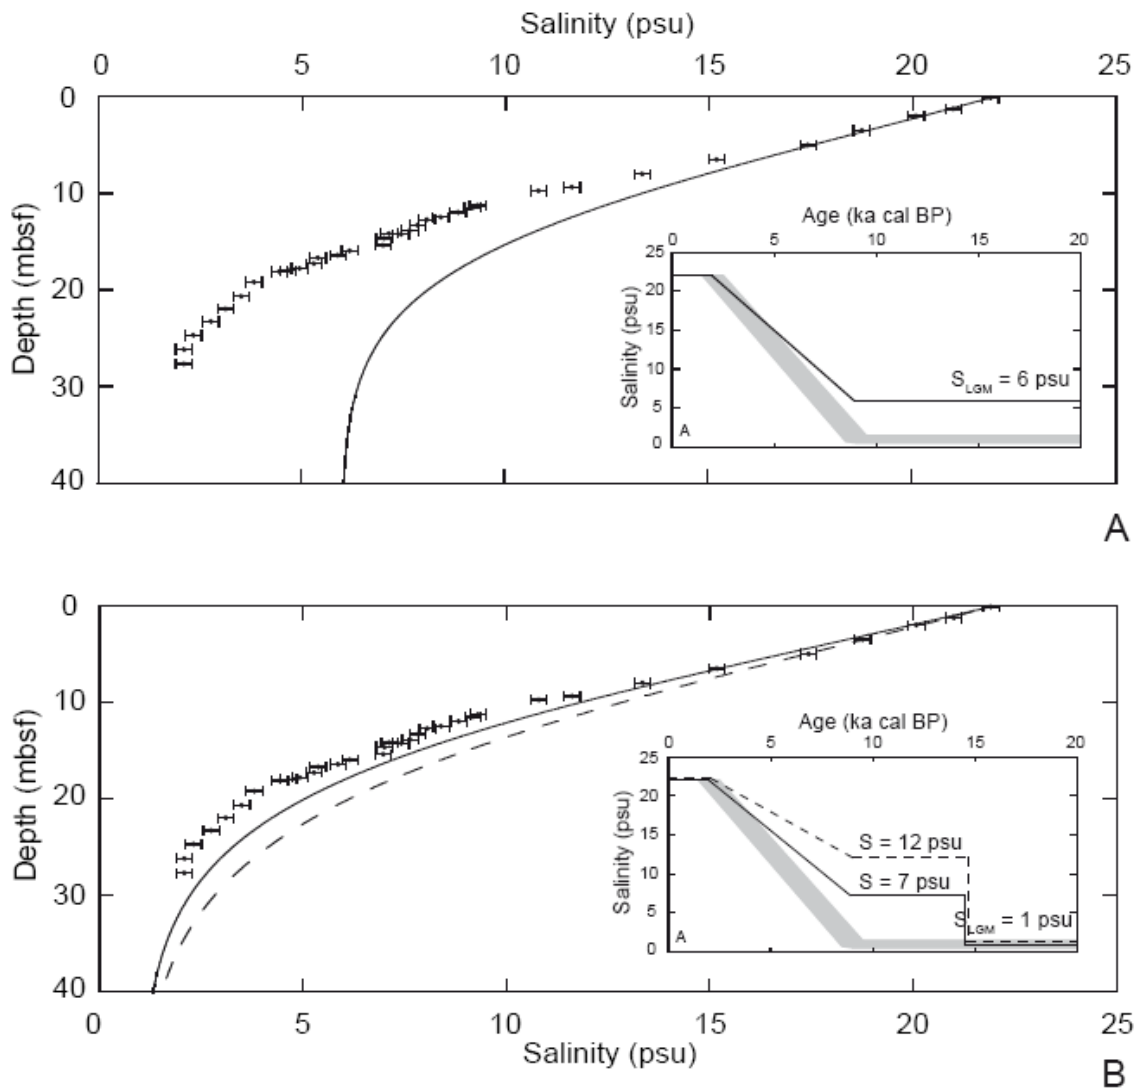 Salinity (psu)
0 5 10 15 20 25
0
10
20
30
40
Depth (mbsf)
Age (ka cal BP)
0 5 10 15 20
25
20
15
10
5
0
Salinity (psu)
S_LGM = 6 psu
A
A
0
10
20
30
40
Depth (mbsf)
Age (ka cal BP)
0 5 10 15 20
25
20
15
10
5
0
Salinity (psu)
S = 12 psu
S = 7 psu
S_LGM = 1 psu
A
0 5 10 15 20 25
Salinity (psu)
B